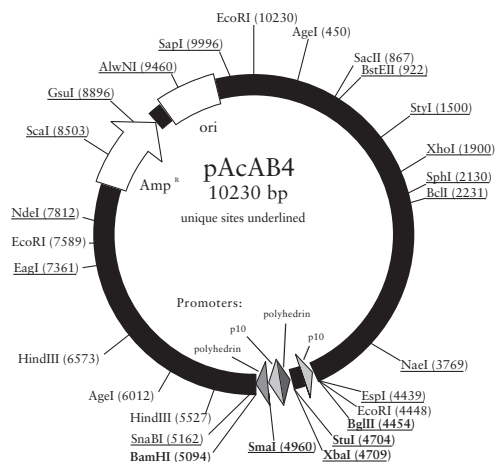 EcoRI (10230)
AgeI (450)
SacII (867)
BstEII (922)
StyI (1500)
XhoI (1900)
SphI (2130)
BclI (2231)
NaeI (3769)
EspI (4439)
EcoRI (4448)
BglII (4454)
StuI (4704)
XbaI (4709)
SmaI (4960)
BamHI (5094)
SnaBI (5162)
HindIII (5527)
AgeI (6012)
HindIII (6573)
EagI (7361)
EcoRI (7589)
NdeI (7812)
ScaI (8503)
GsuI (8896)
AlwNI (9460)
SapI (9996)
ori
Amp R
pAcAB4
10230 bp
unique sites underlined
Promoters:
polyhedrin
p10
polyhedrin
p10